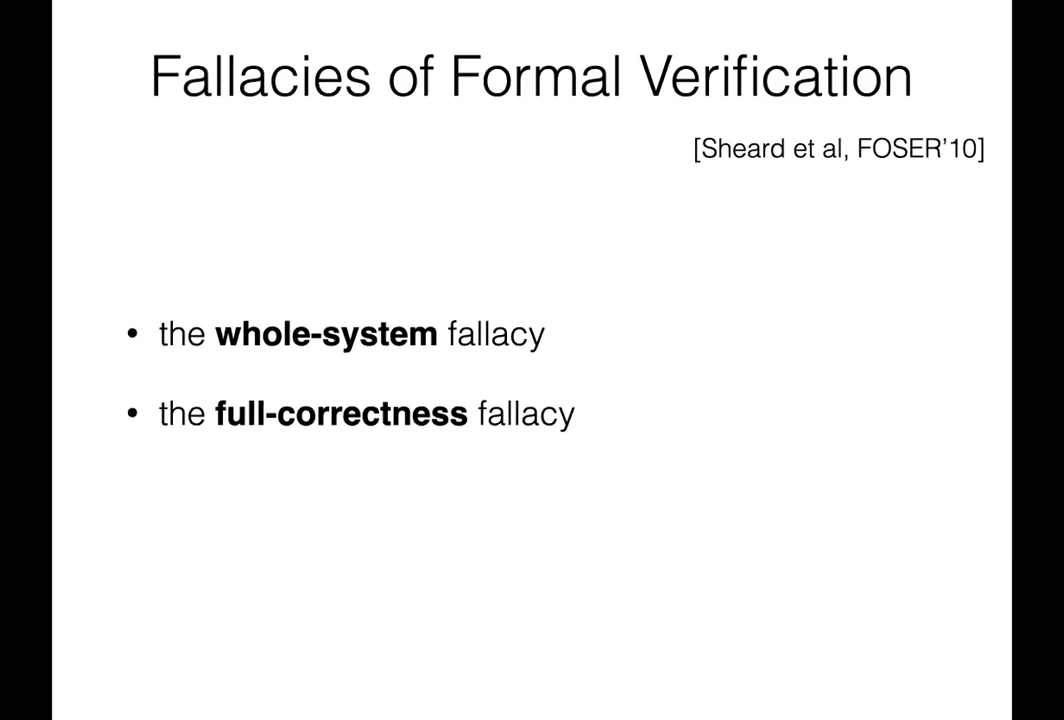 Fallacies of Formal Verification
[Sheard et al, FOSER’10]
• the whole-system fallacy
• the full-correctness fallacy